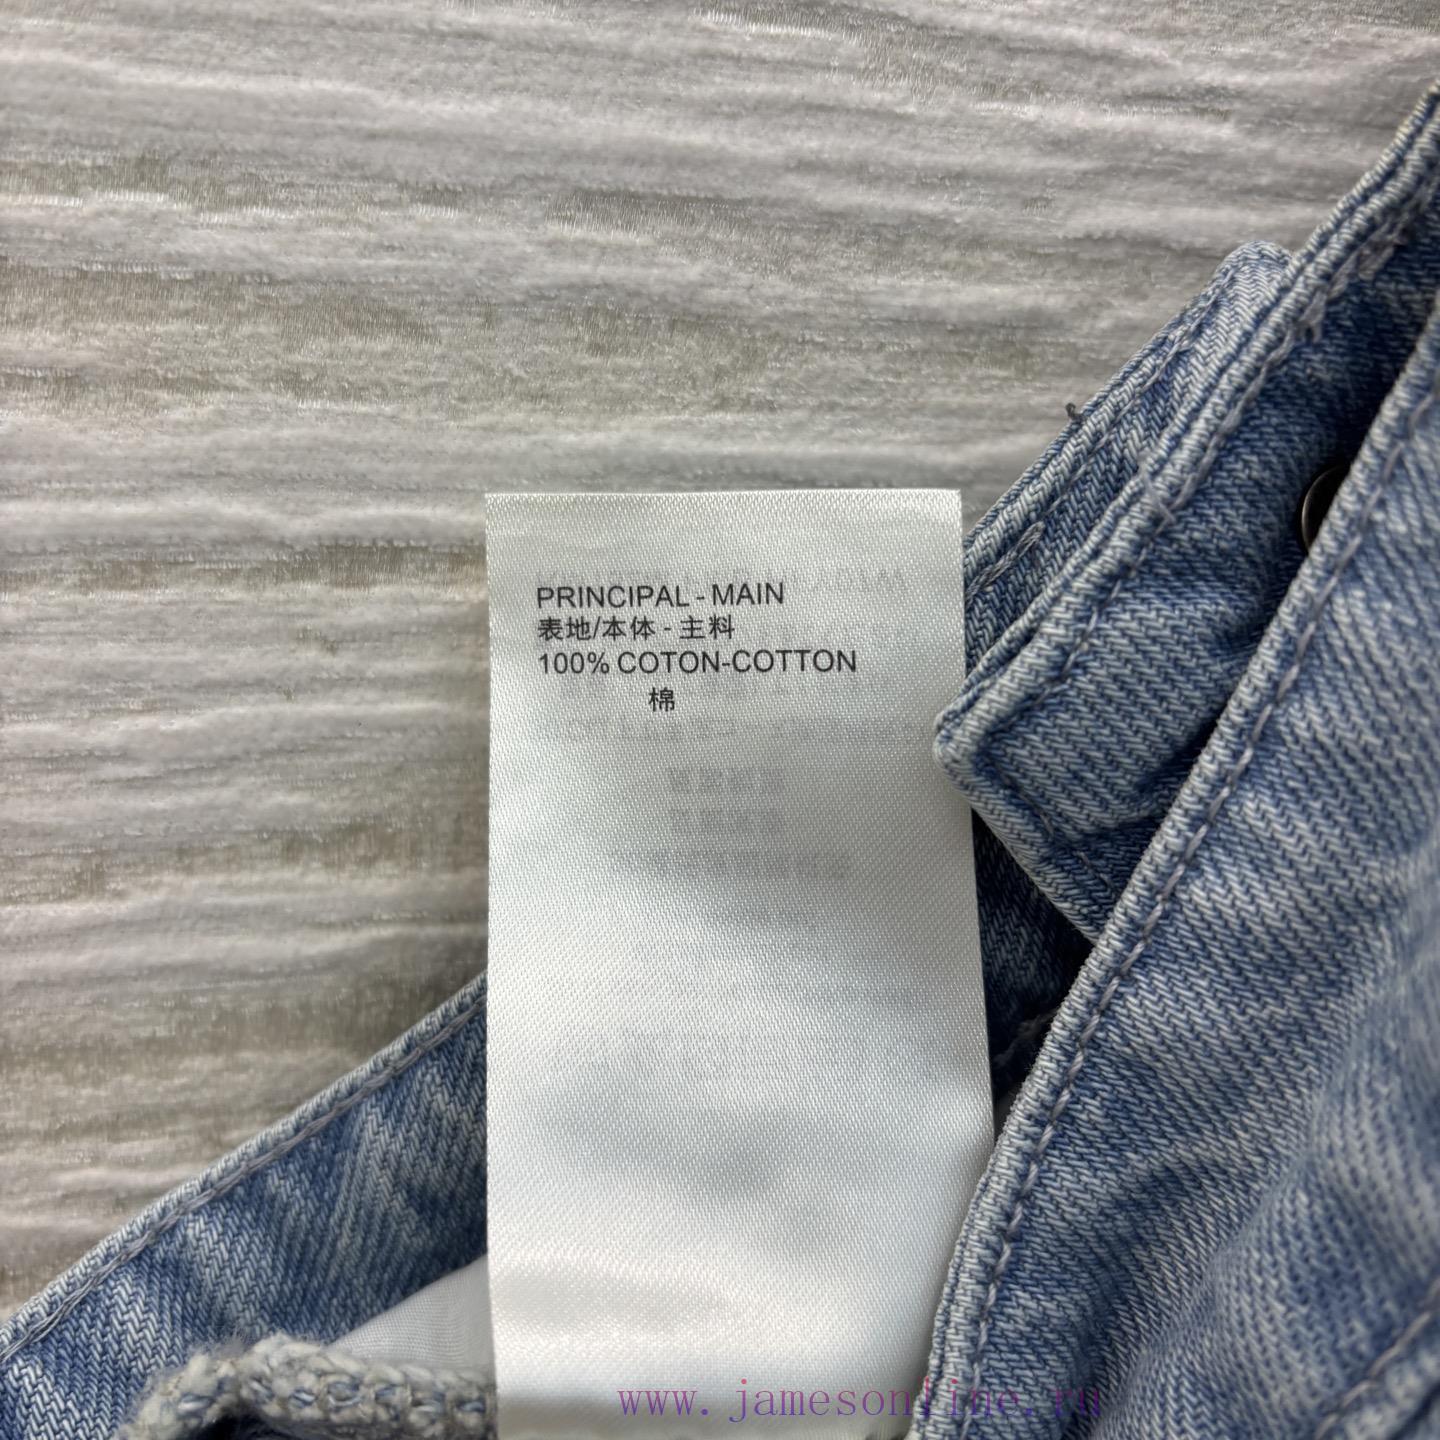 PRINCIPAL - MAIN
表地/本体 - 主料
100% COTON-COTTON
棉
www.jamesonline.ru